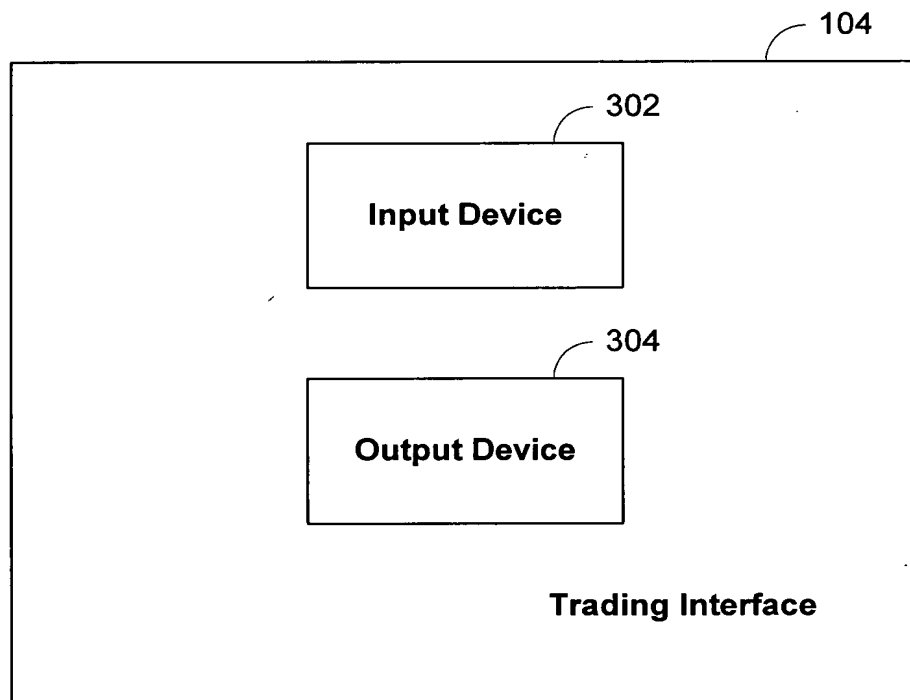 104
302
Input Device
304
Output Device
Trading Interface